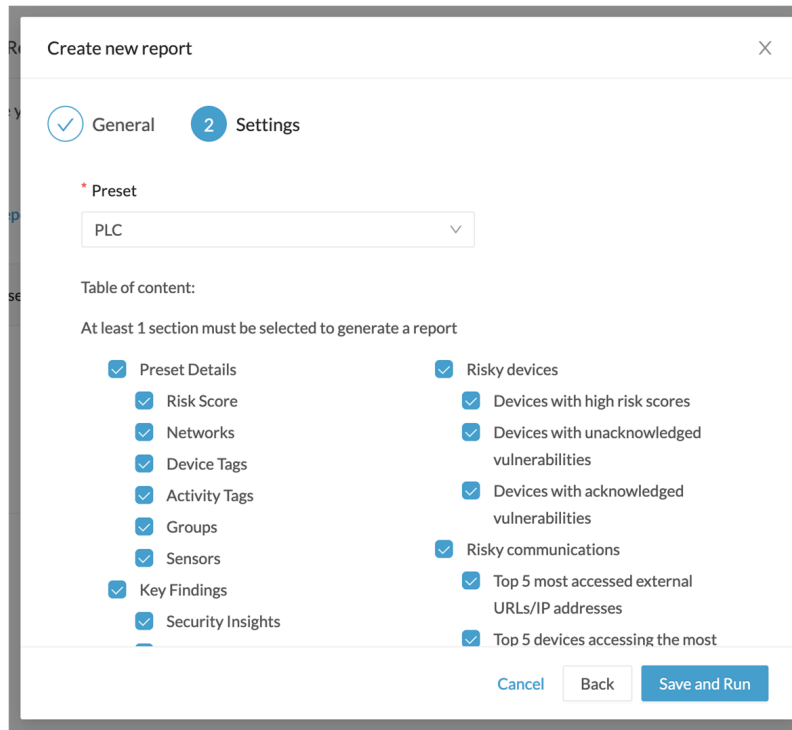 Create new report
General
2
Settings
* Preset
PLC
Table of content:
At least 1 section must be selected to generate a report
Preset Details
Risk Score
Networks
Device Tags
Activity Tags
Groups
Sensors
Key Findings
Security Insights
Risky devices
Devices with high risk scores
Devices with unacknowledged
vulnerabilities
Devices with acknowledged
vulnerabilities
Risky communications
Top 5 most accessed external
URLs/IP addresses
Top 5 devices accessing the most
Cancel
Back
Save and Run